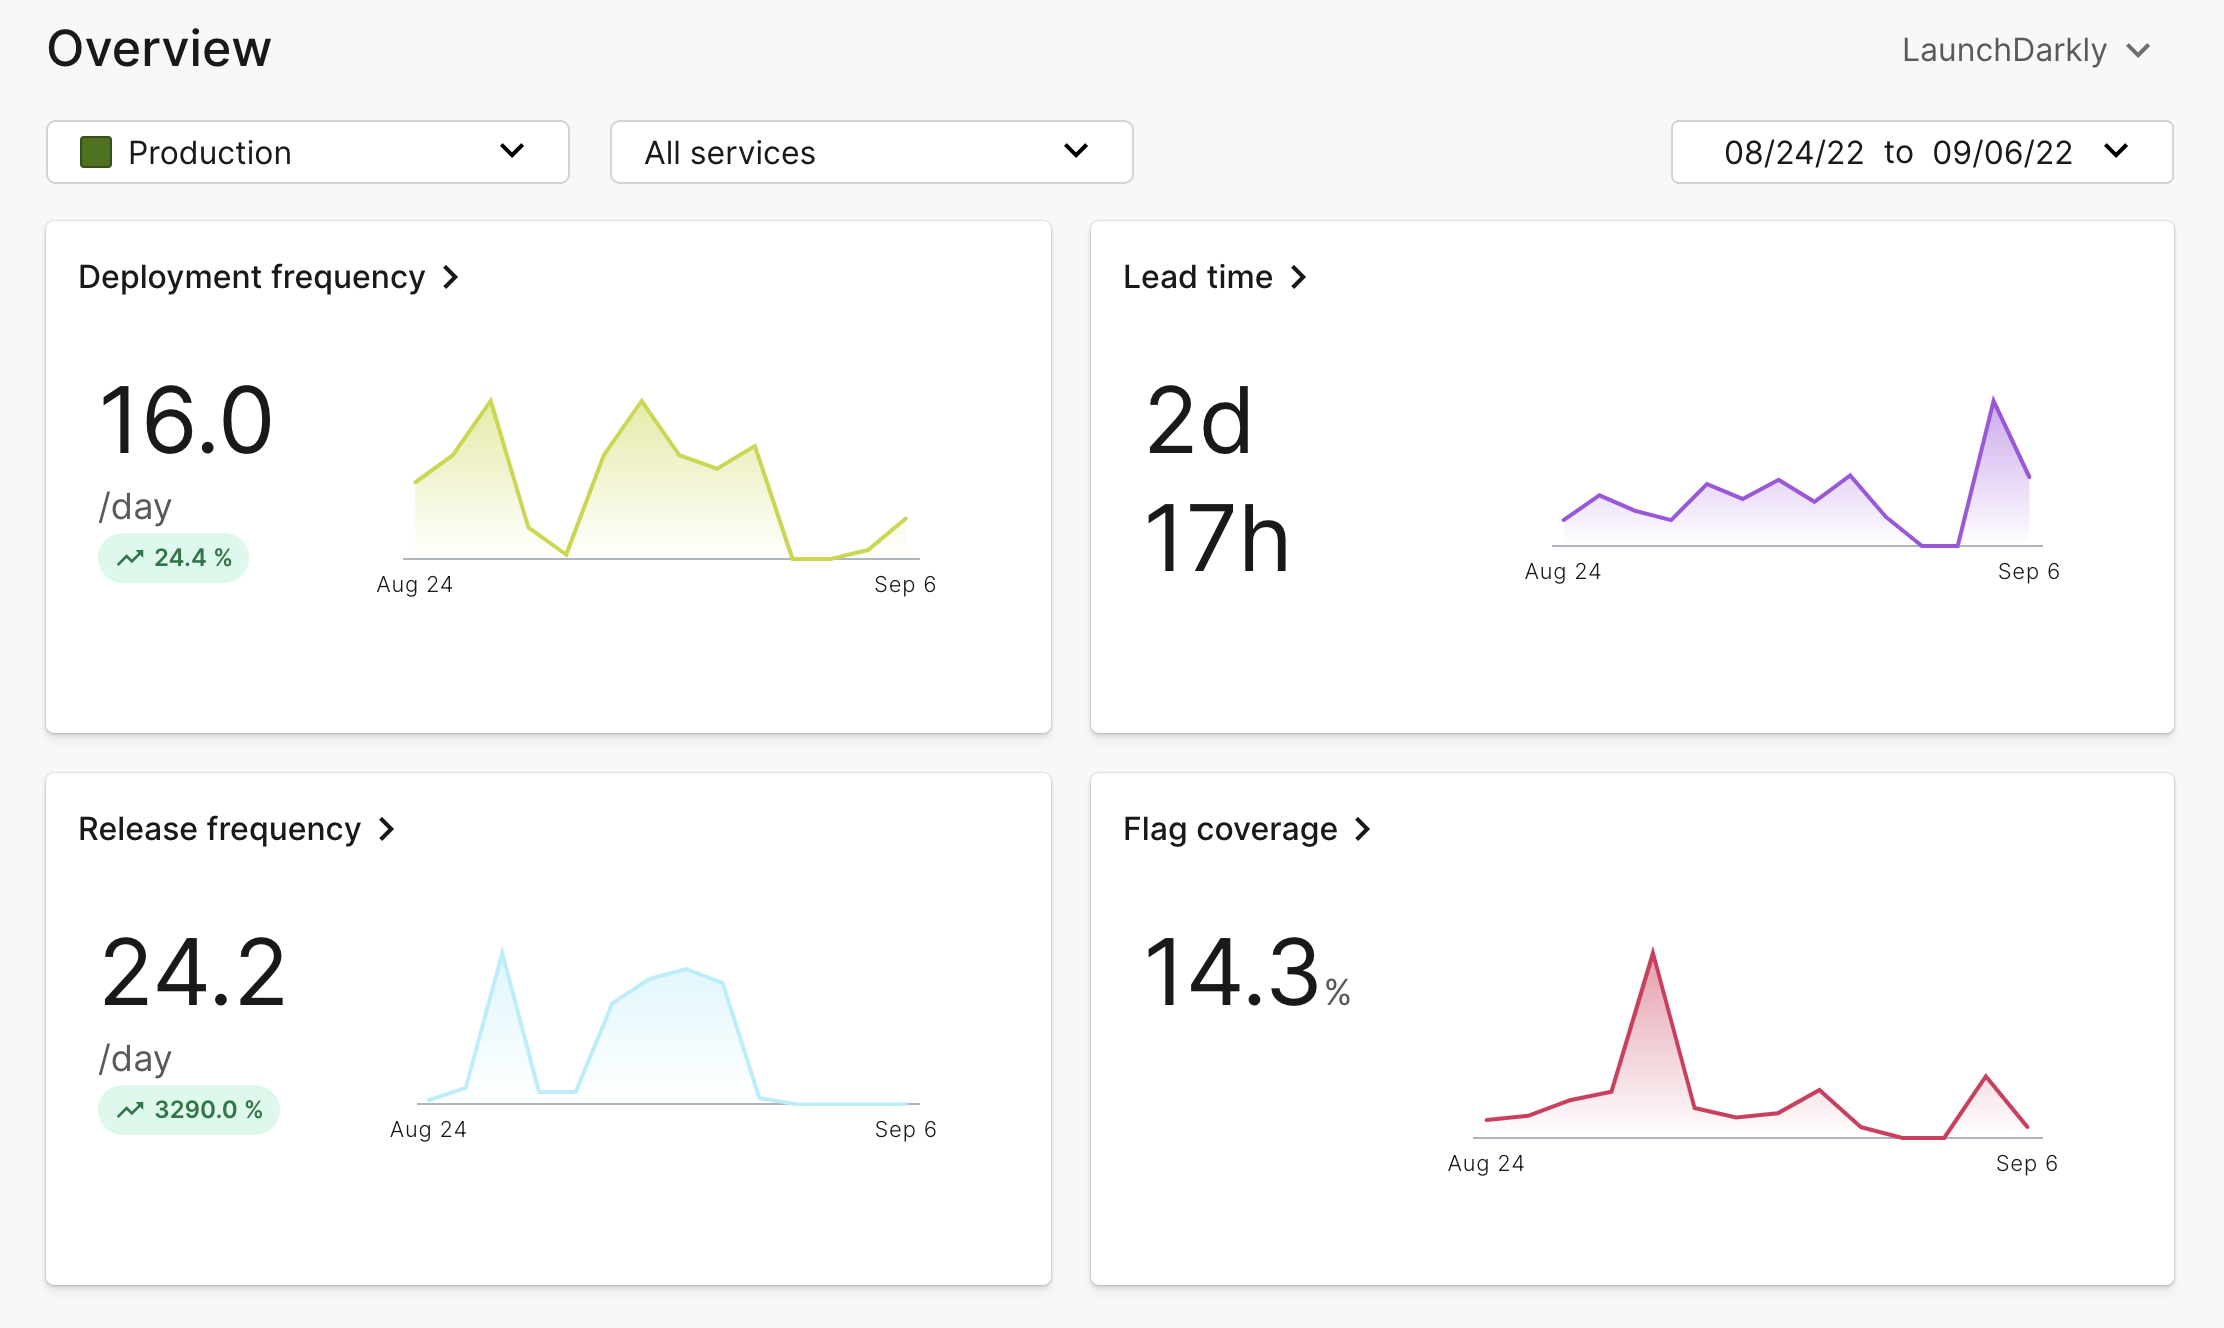 Overview
LaunchDarkly
Production
All services
08/24/22 to 09/06/22
Deployment frequency
16.0
/day
24.4 %
Aug 24
Sep 6
Lead time
2d
17h
Aug 24
Sep 6
Release frequency
24.2
/day
3290.0 %
Aug 24
Sep 6
Flag coverage
14.3%
Aug 24
Sep 6